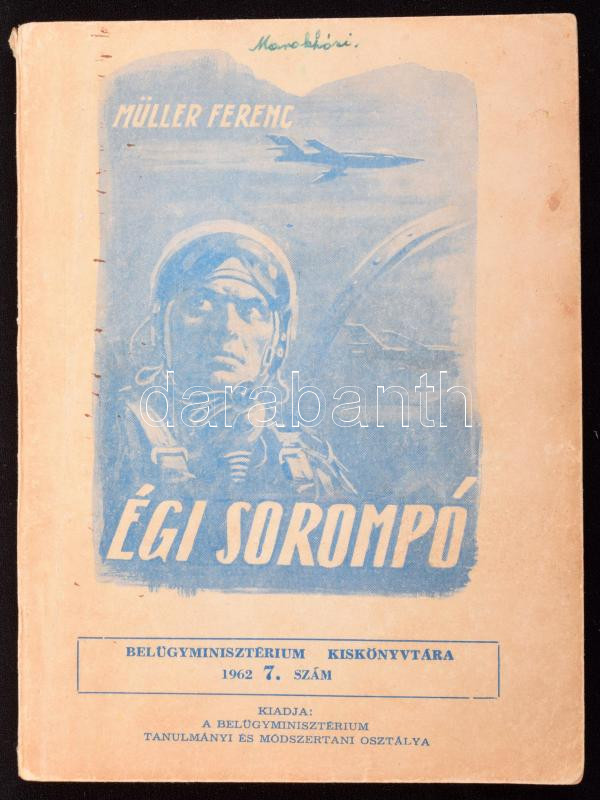 Marokházi.
MÜLLER FERENC
darabanth
ÉGI SOROMPÓ
BELÜGYMINISZTÉRIUM KISKÖNYVTÁRA
1962 7. SZÁM
KIADJA:
A BELÜGYMINISZTÉRIUM
TANULMÁNYI ÉS MÓDSZERTANI OSZTÁLYA